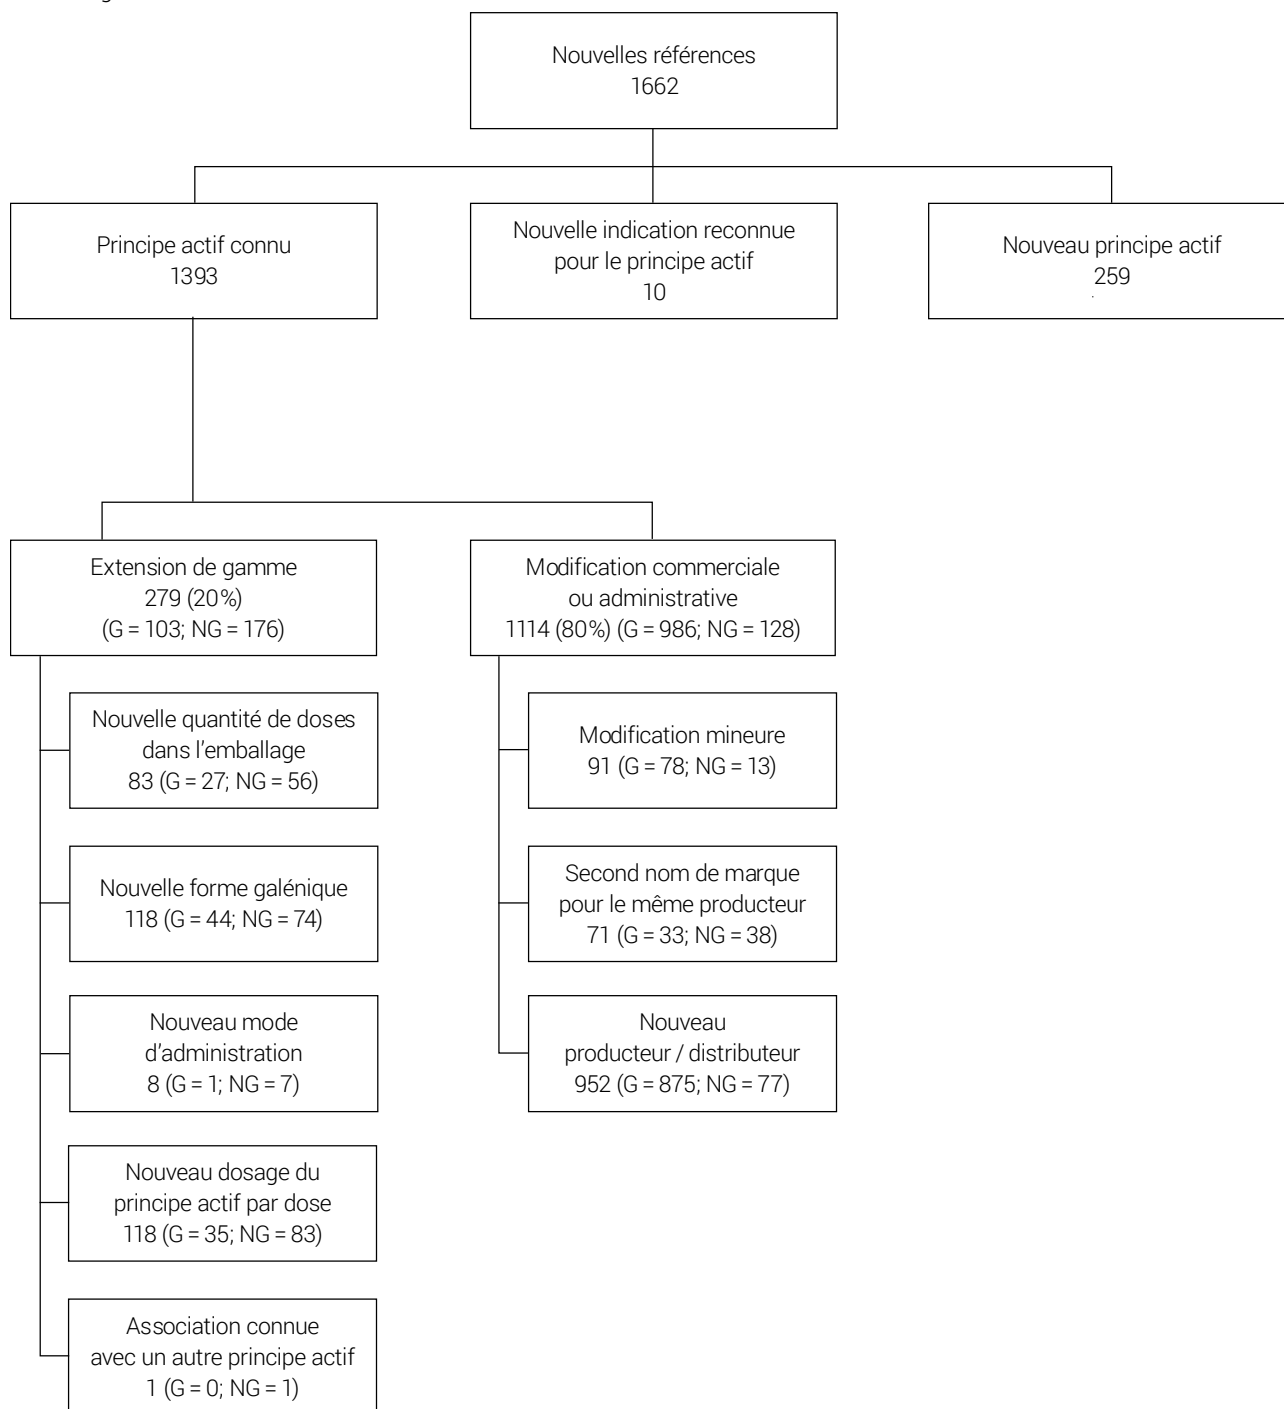 Nouvelles références
1662
Principe actif connu
1393
Nouvelle indication reconnue
pour le principe actif
10
Nouveau principe actif
259
Extension de gamme
279 (20%)
(G = 103; NG = 176)
Modification commerciale
ou administrative
1114 (80%) (G = 986; NG = 128)
Nouvelle quantité de doses
dans l'emballage
83 (G = 27; NG = 56)
Nouvelle forme galénique
118 (G = 44; NG = 74)
Nouveau mode
d'administration
8 (G = 1; NG = 7)
Nouveau dosage du
principe actif par dose
118 (G = 35; NG = 83)
Association connue
avec un autre principe actif
1 (G = 0; NG = 1)
Modification mineure
91 (G = 78; NG = 13)
Second nom de marque
pour le même producteur
71 (G = 33; NG = 38)
Nouveau
producteur / distributeur
952 (G = 875; NG = 77)